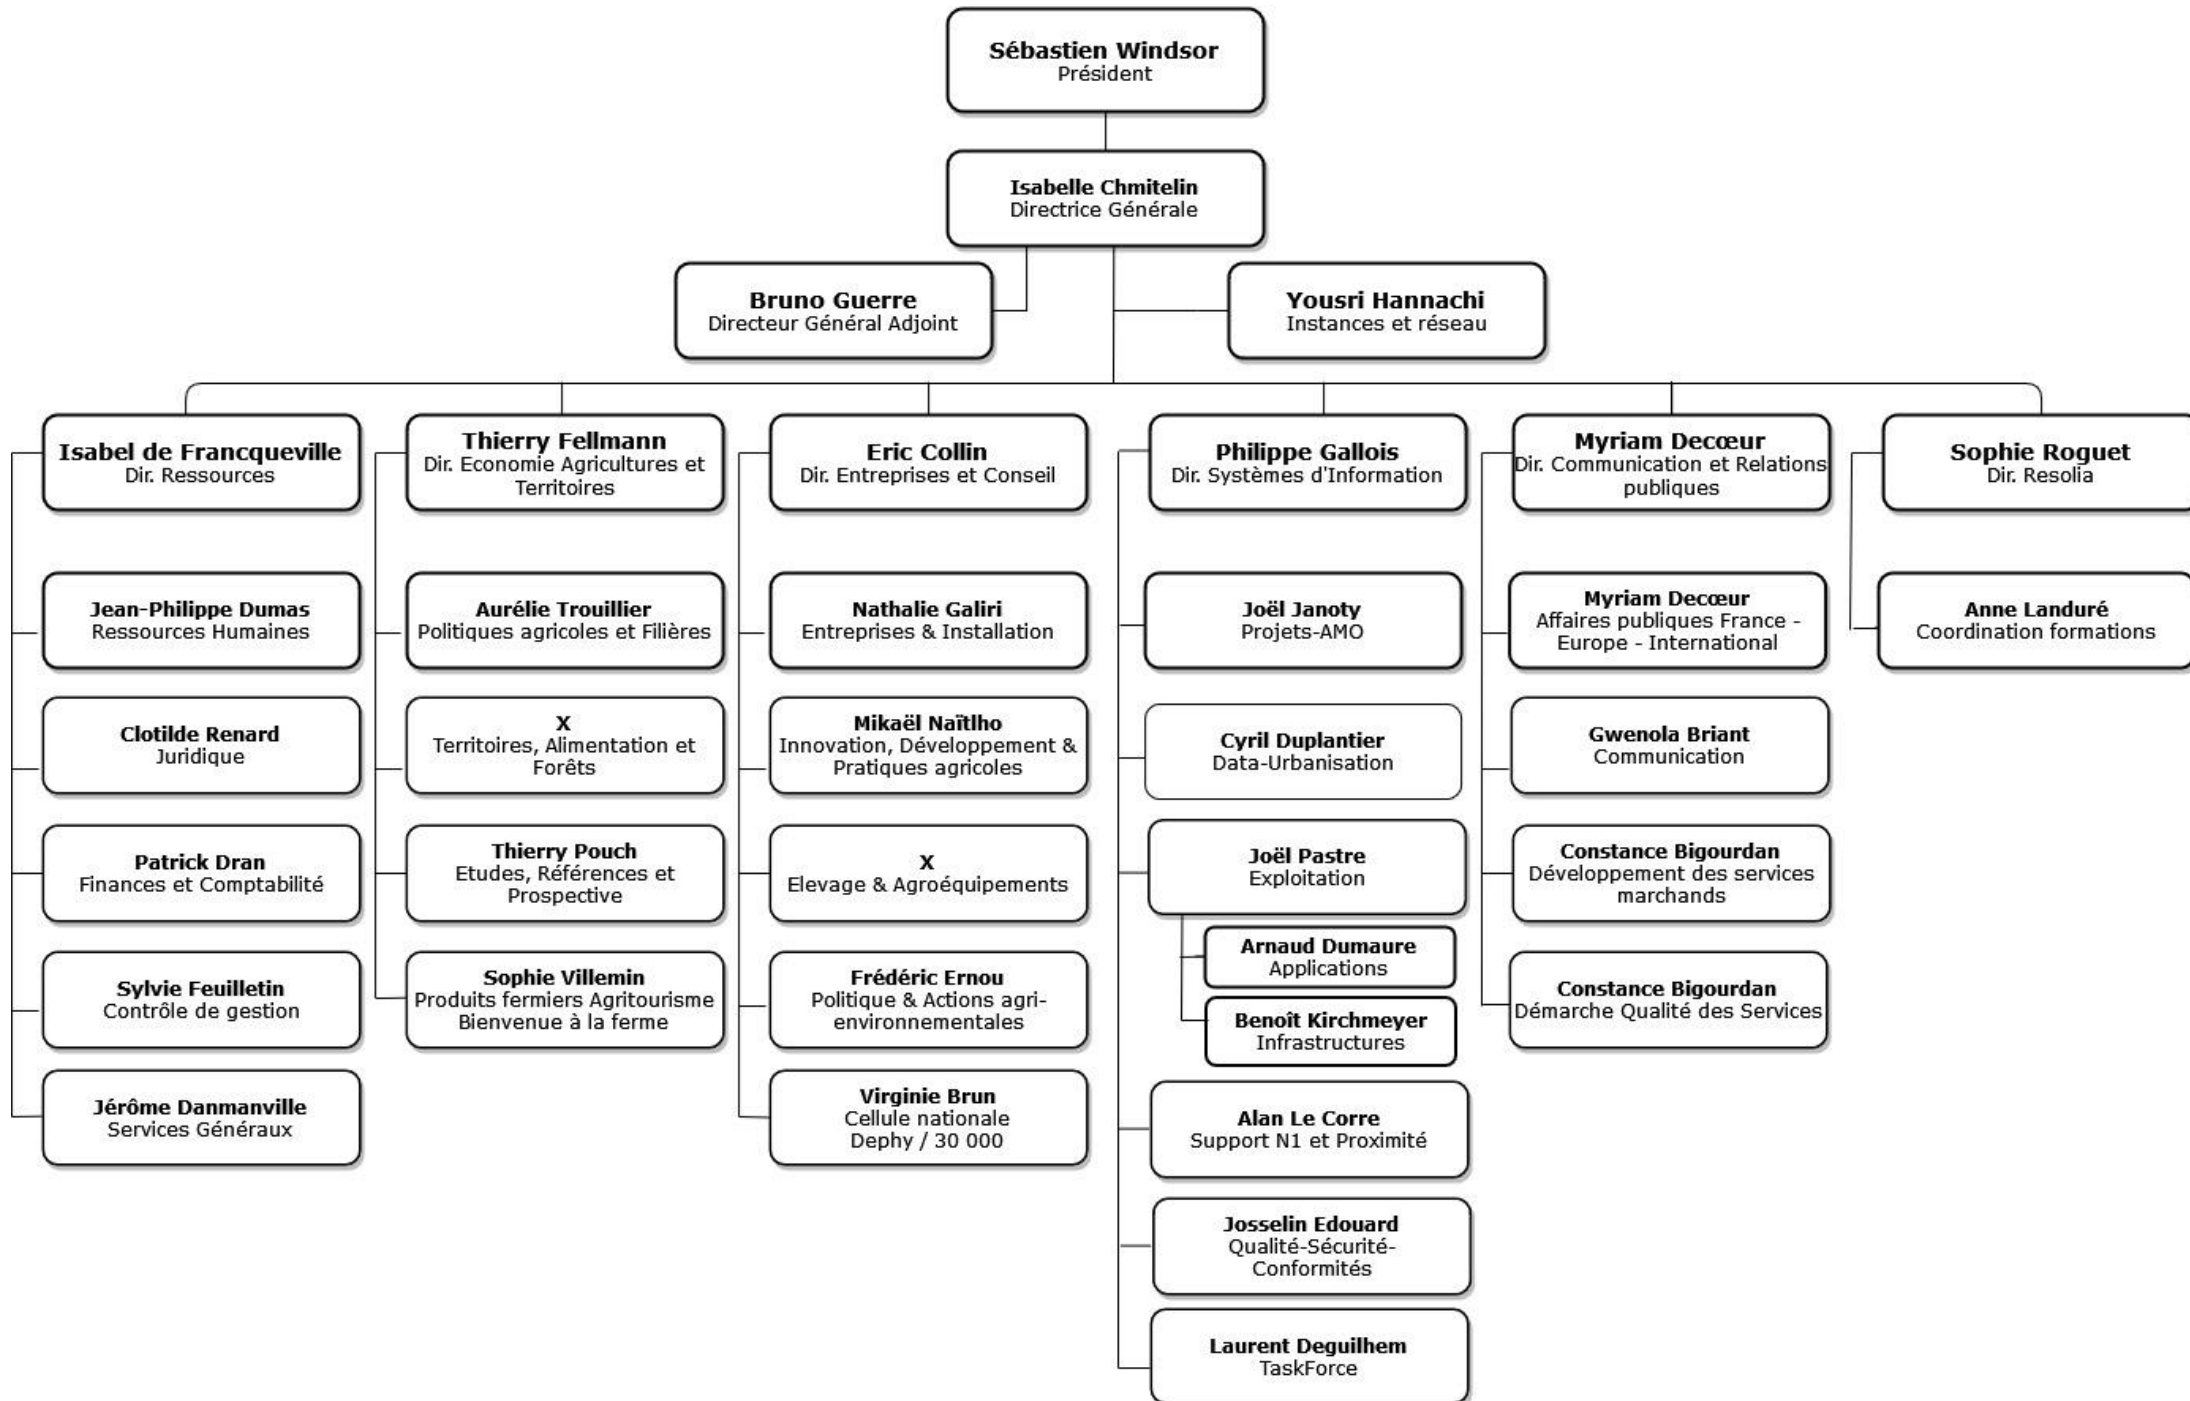 Sébastien Windsor
Président
Isabelle Chmitelin
Directrice Générale
Bruno Guerre
Directeur Général Adjoint
Yousri Hannachi
Instances et réseau
Isabel de Francqueville
Dir. Ressources
Jean-Philippe Dumas
Ressources Humaines
Clotilde Renard
Juridique
Patrick Dran
Finances et Comptabilité
Sylvie Feuilletin
Contrôle de gestion
Jérôme Danmanville
Services Généraux
Thierry Fellmann
Dir. Economie Agricultures et
Territoires
Aurélie Trouillier
Politiques agricoles et Filières
X
Territoires, Alimentation et
Forêts
Thierry Pouch
Etudes, Références et
Prospective
Sophie Villemin
Produits fermiers Agritourisme
Bienvenue à la ferme
Eric Collin
Dir. Entreprises et Conseil
Nathalie Galiri
Entreprises & Installation
Mikaël Naïtlho
Innovation, Développement &
Pratiques agricoles
X
Elevage & Agroéquipements
Frédéric Ernou
Politique & Actions agri-
environnementales
Virginie Brun
Cellule nationale
Dephy / 30 000
Philippe Gallois
Dir. Systèmes d'Information
Joël Janoty
Projets-AMO
Cyril Duplantier
Data-Urbanisation
Joël Pastre
Exploitation
Arnaud Dumaure
Applications
Benoît Kirchmeyer
Infrastructures
Alan Le Corre
Support N1 et Proximité
Josselin Edouard
Qualité-Sécurité-
Conformités
Laurent Deguilhem
TaskForce
Myriam Decœur
Dir. Communication et Relations
publiques
Myriam Decœur
Affaires publiques France -
Europe - International
Gwenola Briant
Communication
Constance Bigourdan
Développement des services
marchands
Constance Bigourdan
Démarche Qualité des Services
Sophie Roguet
Dir. Resolia
Anne Landuré
Coordination formations